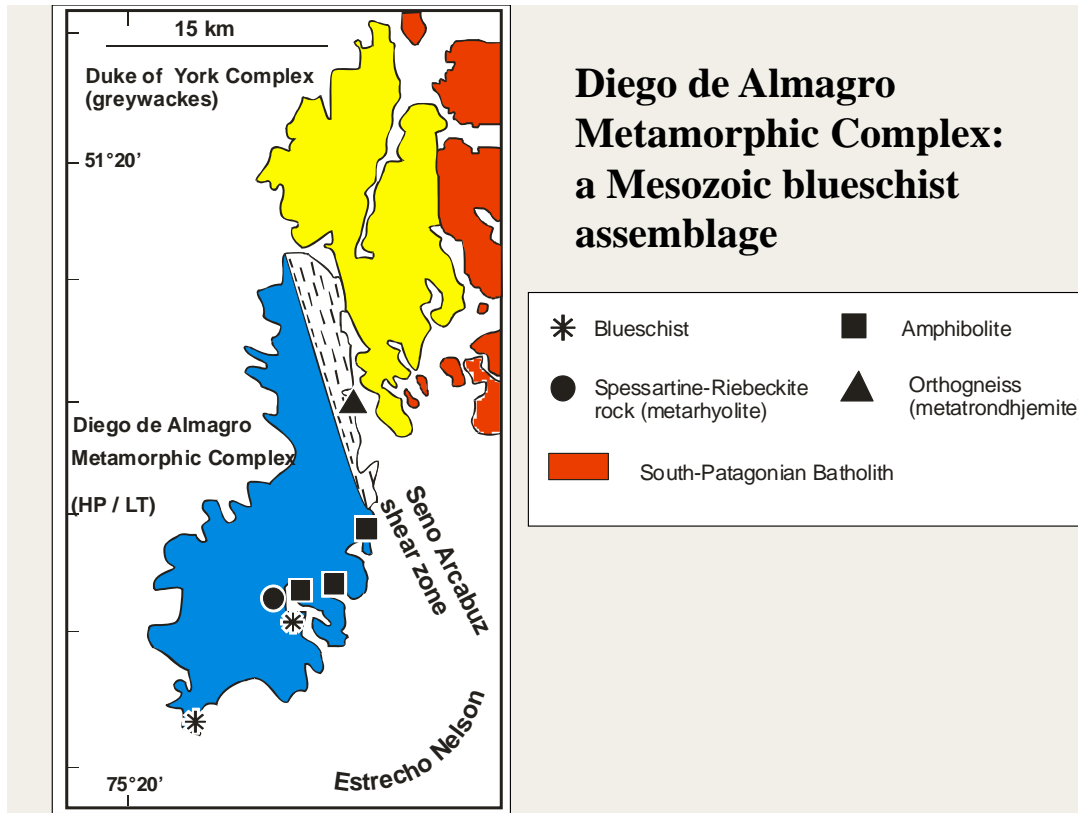 15 km
Duke of York Complex
(greywackes)
51°20’
Diego de Almagro
Metamorphic Complex
(HP / LT)
Seno Arcabuz
shear zone
Estrecho Nelson
75°20’
Diego de Almagro
Metamorphic Complex:
a Mesozoic blueschist
assemblage
Blueschist
Amphibolite
Spessartine-Riebeckite
rock (metarhyolite)
Orthogneiss
(metatrondhjemite
South-Patagonian Batholith